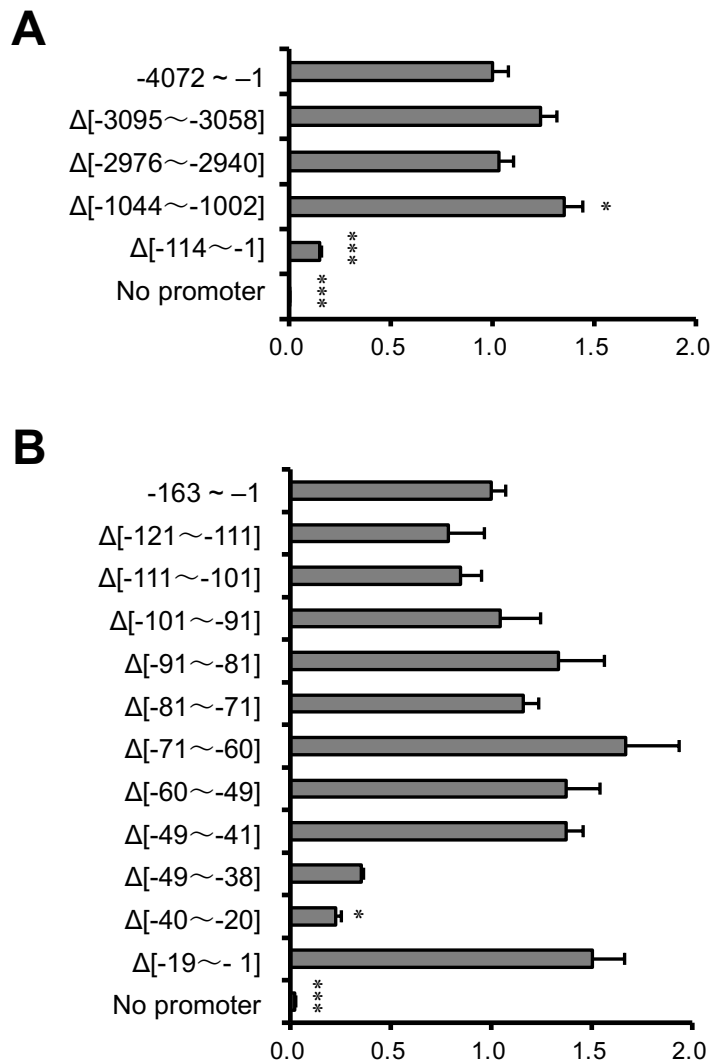 A
-4072 ~ –1
Δ[-3095～-3058]
Δ[-2976～-2940]
Δ[-1044～-1002]
*
Δ[-114～-1]
***
No promoter
***
0.0 0.5 1.0 1.5 2.0
B
-163 ~ –1
Δ[-121～-111]
Δ[-111～-101]
Δ[-101～-91]
Δ[-91～-81]
Δ[-81～-71]
Δ[-71～-60]
Δ[-60～-49]
Δ[-49～-41]
Δ[-49～-38]
Δ[-40～-20]
*
Δ[-19～- 1]
No promoter
***
0.0 0.5 1.0 1.5 2.0